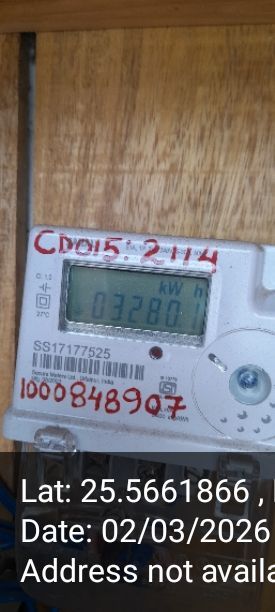 CD015:2114
kW h
03280
SS17177525
1000848907
Lat: 25.5661866 ,
Date: 02/03/2026
Address not availa